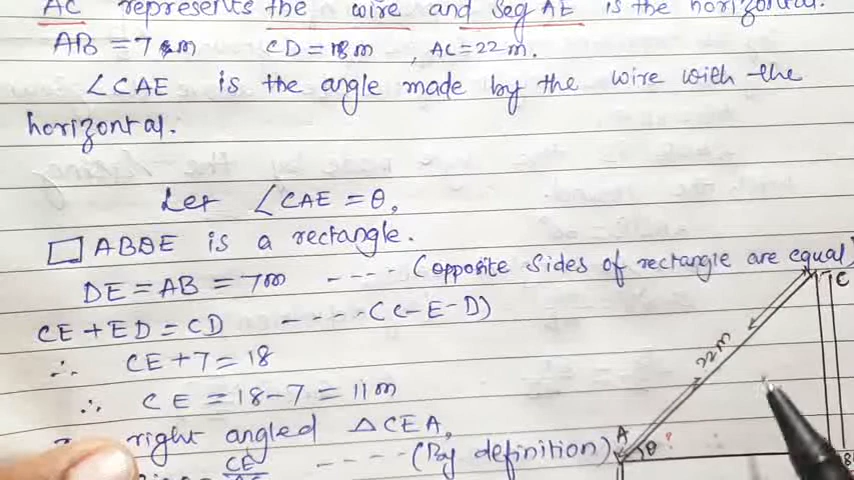 AC represents the wire and seg AE is the horizontal.
AB = 7m CD = 18m , AC = 22m.
∠CAE is the angle made by the wire with the
horizontal.
Let ∠CAE = θ,
□ ABDE is a rectangle.
DE = AB = 7m ---- (opposite sides of rectangle are equal)
CE + ED = CD ----- (C-E-D)
∴ CE + 7 = 18
∴ CE = 18 - 7 = 11m
right angled △CEA,
CE ---- (By definition)
C
22m
A
θ ?